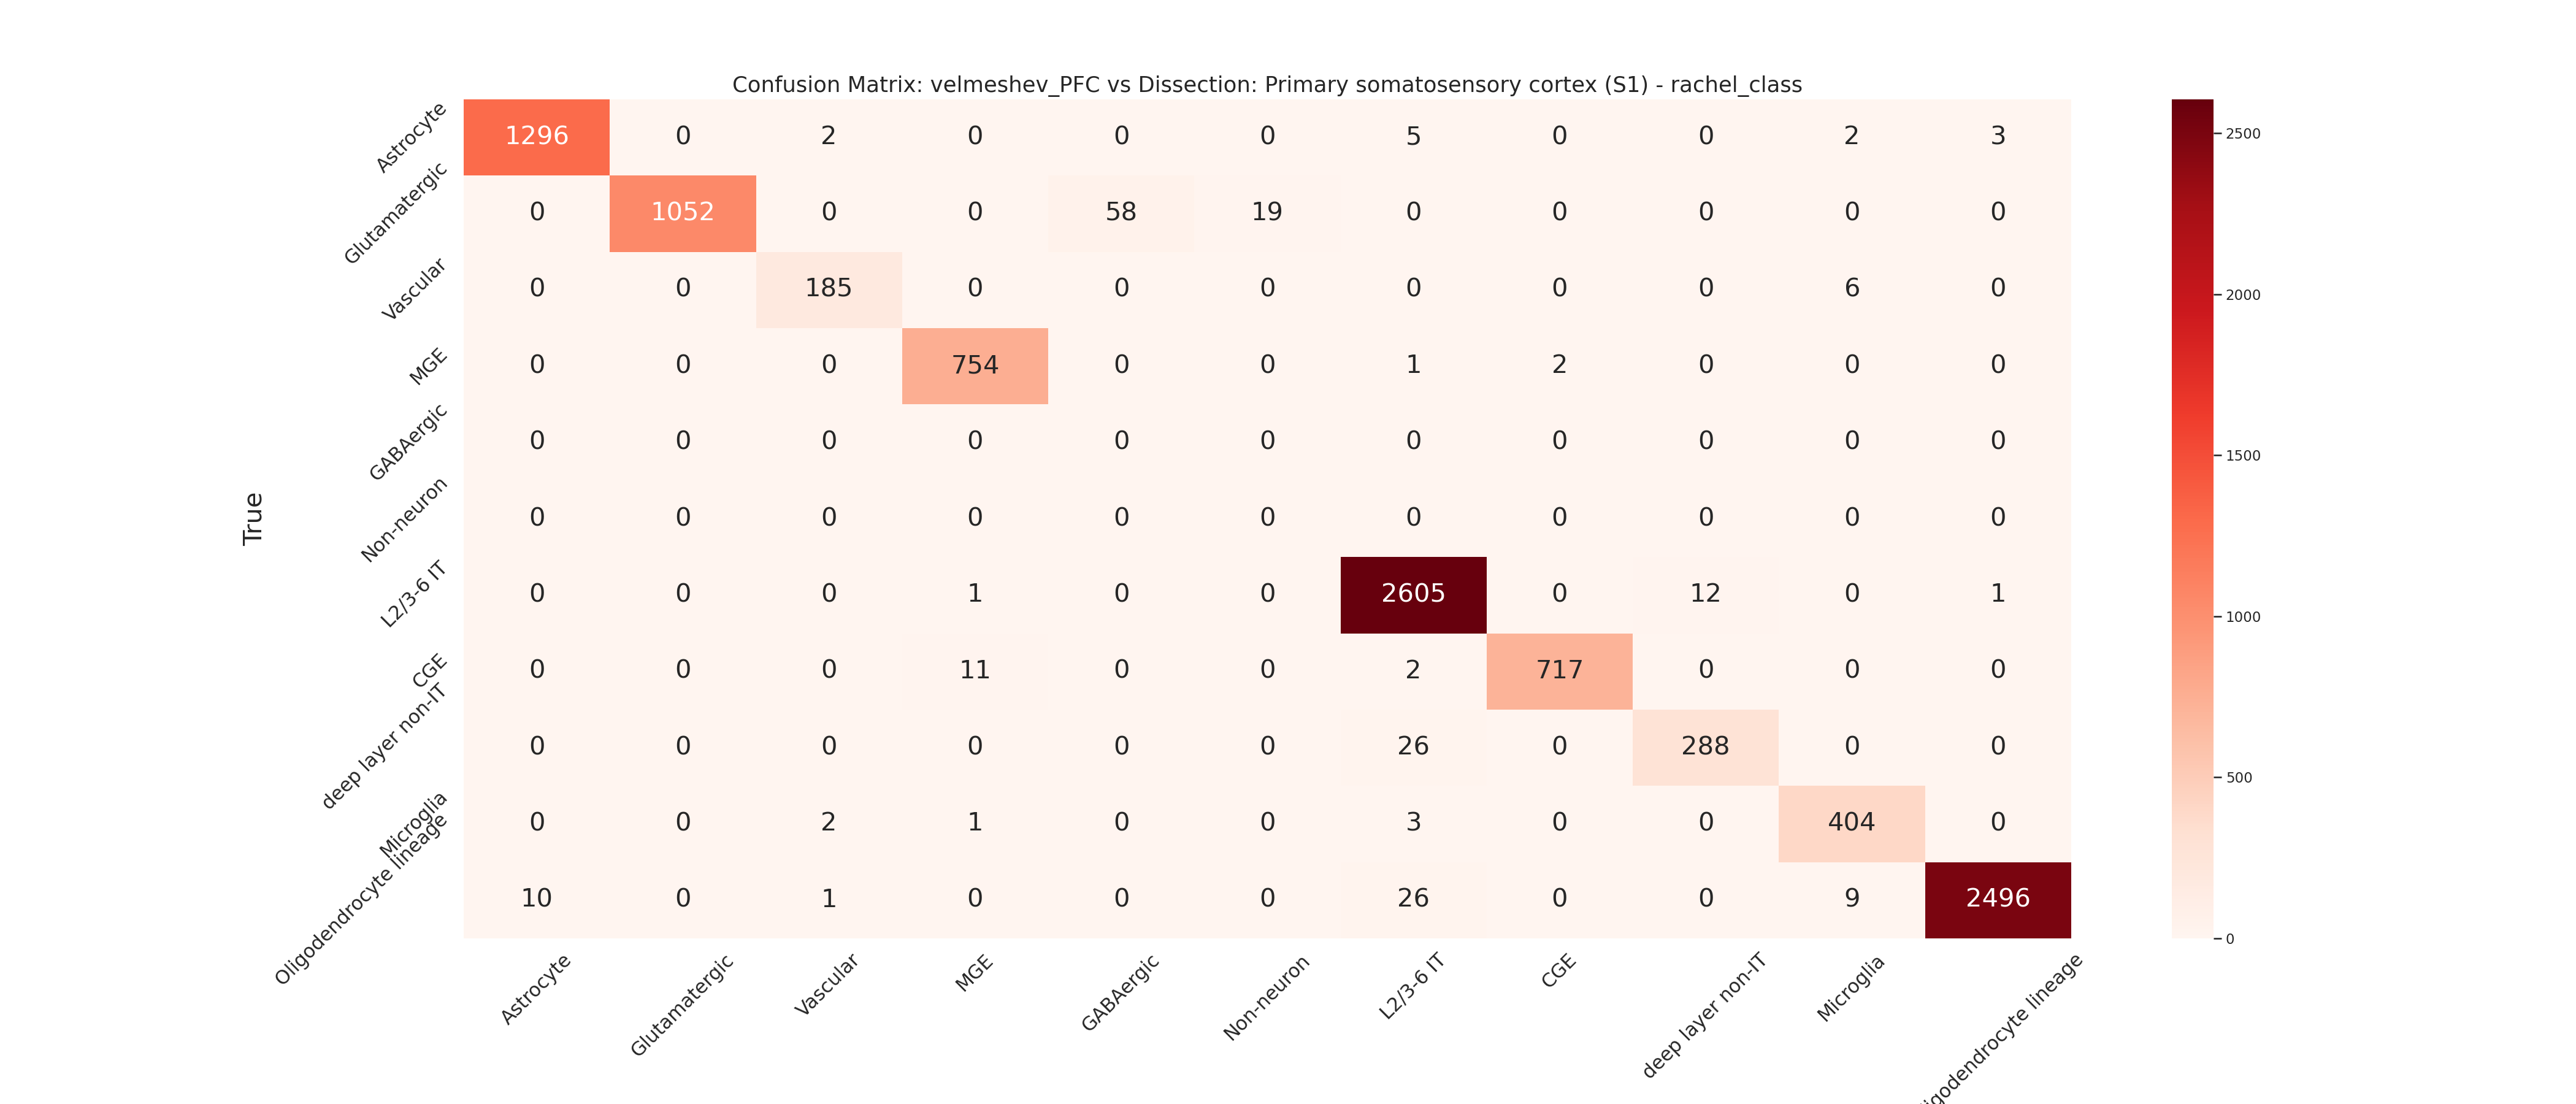 Confusion Matrix: velmeshev_PFC vs Dissection: Primary somatosensory cortex (S1) - rachel_class
True
Astrocyte 1296 0 2 0 0 0 5 0 0 2 3
Glutamatergic 0 1052 0 0 58 19 0 0 0 0 0
Vascular 0 0 185 0 0 0 0 0 0 6 0
MGE 0 0 0 754 0 0 1 2 0 0 0
GABAergic 0 0 0 0 0 0 0 0 0 0 0
Non-neuron 0 0 0 0 0 0 0 0 0 0 0
L2/3-6 IT 0 0 0 1 0 0 2605 0 12 0 1
CGE 0 0 0 11 0 0 2 717 0 0 0
deep layer non-IT 0 0 0 0 0 0 26 0 288 0 0
Microglia 0 0 2 1 0 0 3 0 0 404 0
Oligodendrocyte lineage 10 0 1 0 0 0 26 0 0 9 2496
Astrocyte Glutamatergic Vascular MGE GABAergic Non-neuron L2/3-6 IT CGE deep layer non-IT Microglia igodendrocyte lineage
2500
2000
1500
1000
500
0